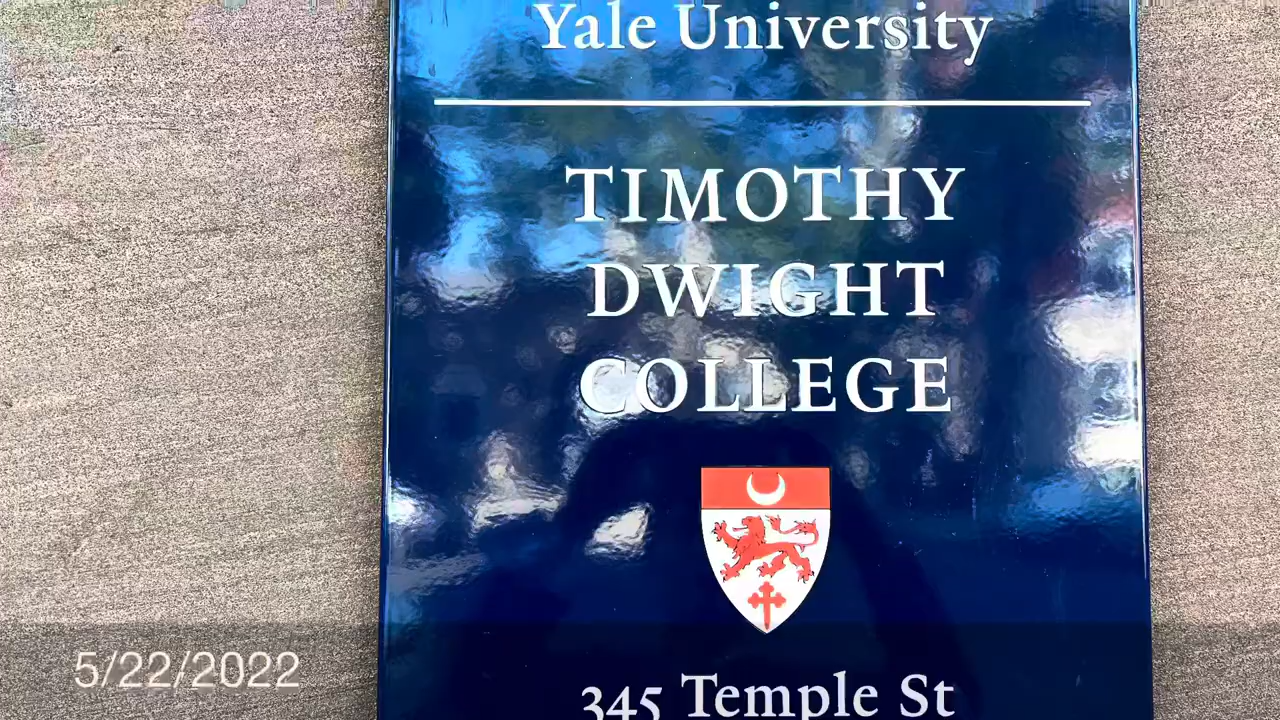 Yale University
TIMOTHY
DWIGHT
COLLEGE
5/22/2022
345 Temple St